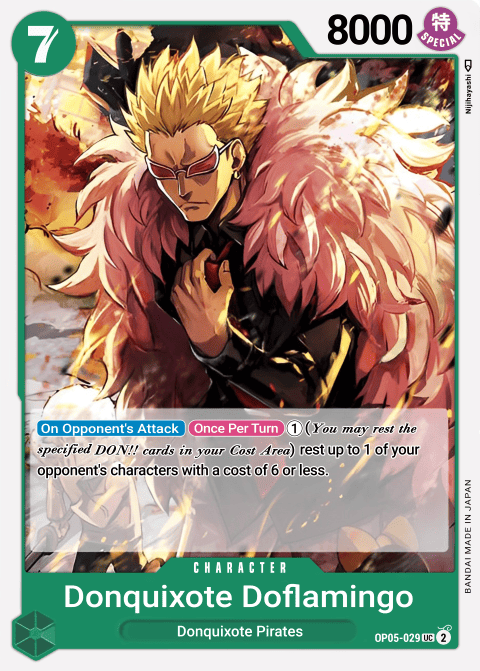 7
8000
特
SPECIAL
Nijihayashi
On Opponent's Attack Once Per Turn ① (You may rest the
specified DON!! cards in your Cost Area) rest up to 1 of your
opponent's characters with a cost of 6 or less.
BANDAI MADE IN JAPAN
CHARACTER
Donquixote Doflamingo
Donquixote Pirates
OP05-029 UC 2